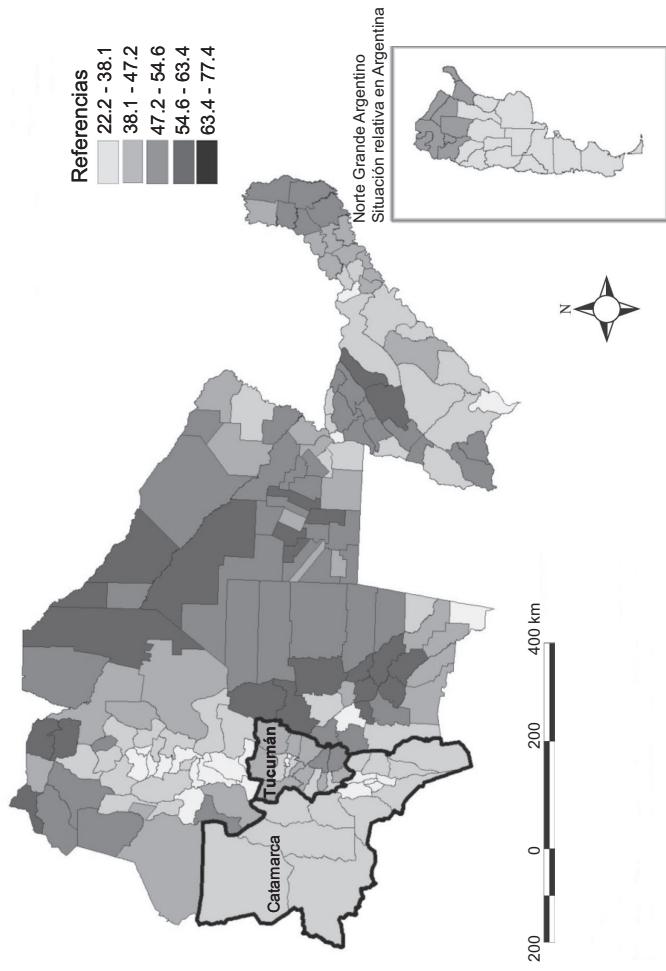 Referencias
22.2 - 38.1
38.1 - 47.2
47.2 - 54.6
54.6 - 63.4
63.4 - 77.4
Norte Grande Argentino
Situación relativa en Argentina
N
Tucumán
Catamarca
200
0
200
400 km